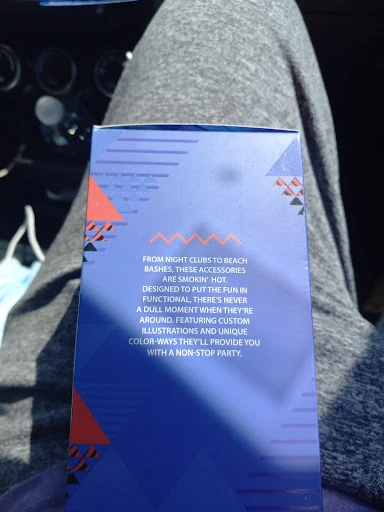 FROM NIGHT CLUBS TO BEACH
BASHES, THESE ACCESSORIES
ARE SMOKIN' HOT.
DESIGNED TO PUT THE FUN IN
FUNCTIONAL, THERE'S NEVER
A DULL MOMENT WHEN THEY'RE
AROUND. FEATURING CUSTOM
ILLUSTRATIONS AND UNIQUE
COLOR-WAYS THEY'LL PROVIDE YOU
WITH A NON-STOP PARTY.